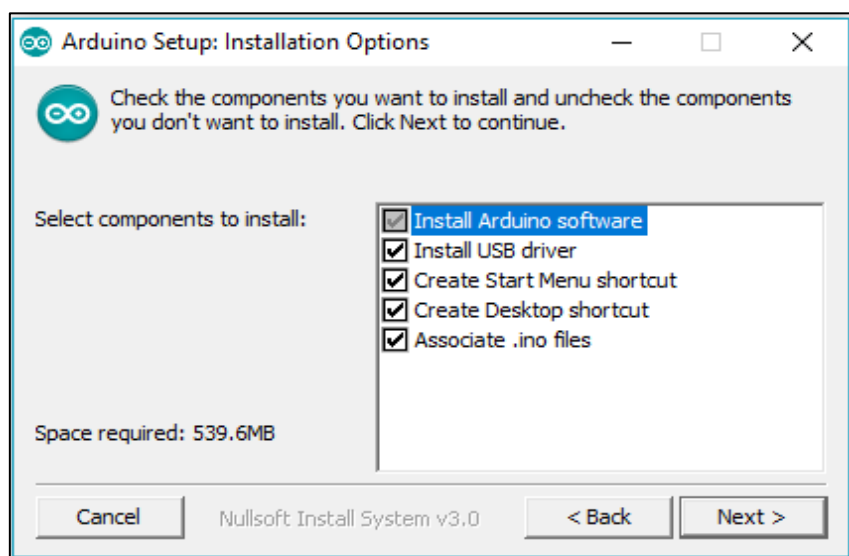 Arduino Setup: Installation Options
Check the components you want to install and uncheck the components
you don't want to install. Click Next to continue.
Select components to install:
Install Arduino software
Install USB driver
Create Start Menu shortcut
Create Desktop shortcut
Associate .ino files
Space required: 539.6MB
Cancel
Nullsoft Install System v3.0
< Back
Next >